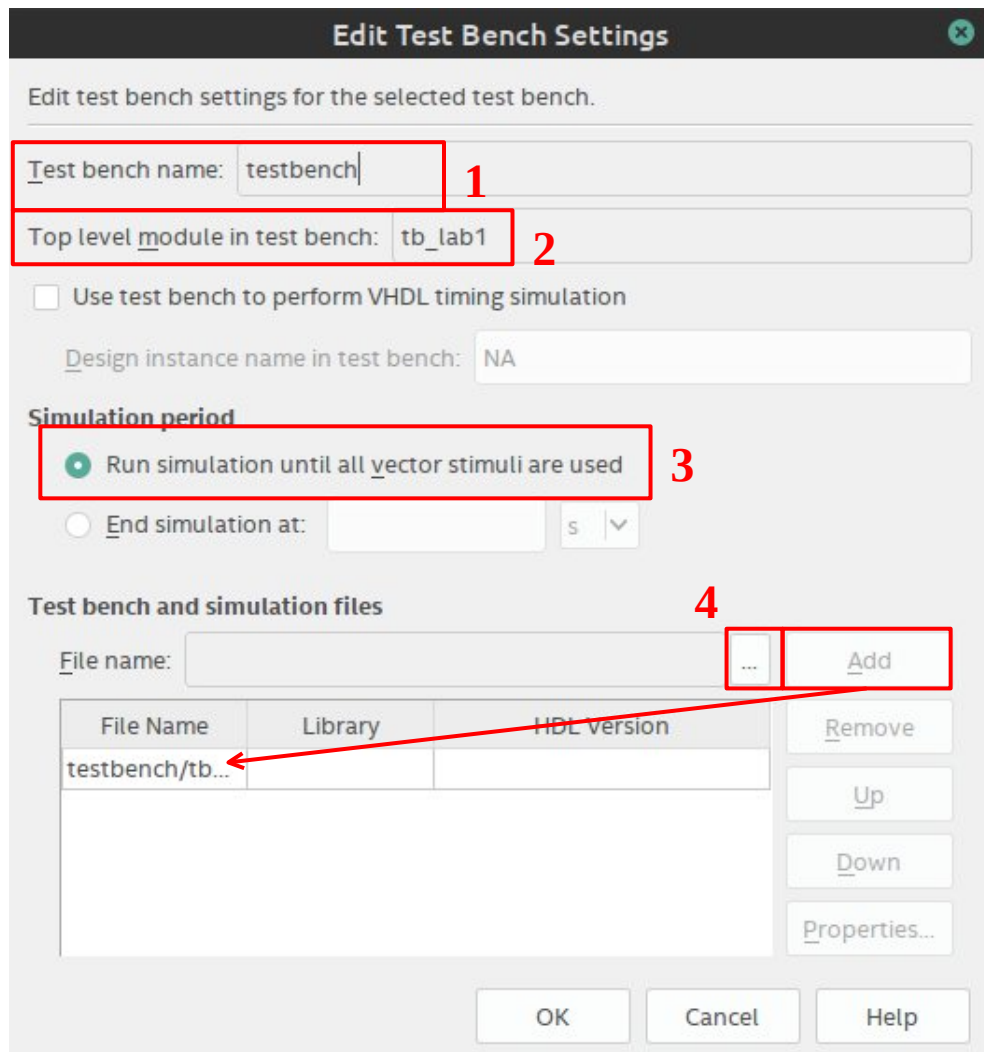 Edit Test Bench Settings
Edit test bench settings for the selected test bench.
Test bench name: testbench 1
Top level module in test bench: tb_lab1 2
Use test bench to perform VHDL timing simulation
Design instance name in test bench: NA
Simulation period
Run simulation until all vector stimuli are used 3
End simulation at: s
Test bench and simulation files 4
File name: ... Add
File Name Library HDL Version Remove
testbench/tb...
Up
Down
Properties...
OK Cancel Help